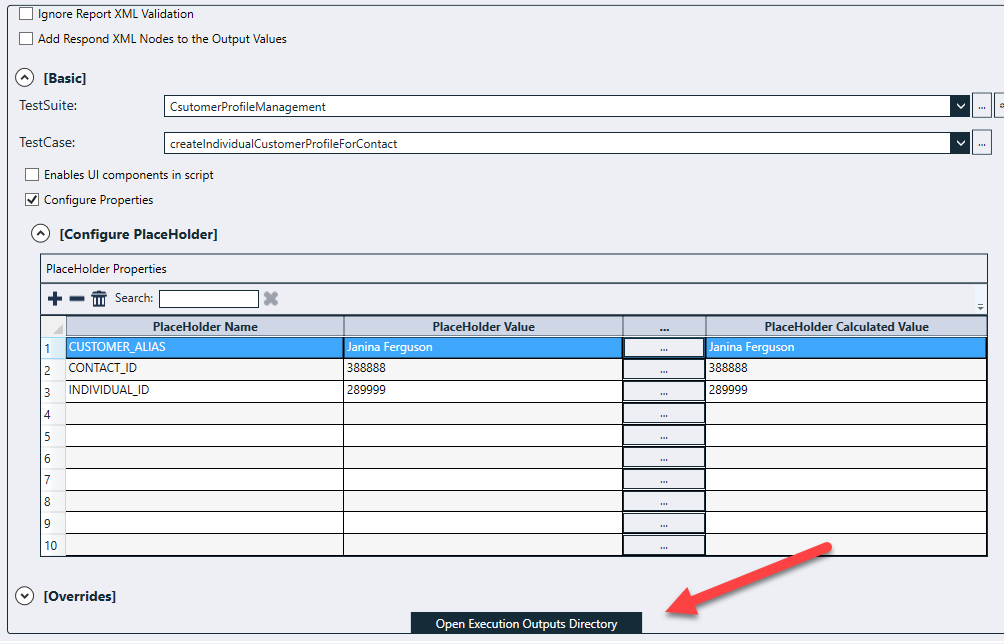 Ignore Report XML Validation
Add Respond XML Nodes to the Output Values
[Basic]
TestSuite: CsutomerProfileManagement ...
TestCase: createIndividualCustomerProfileForContact ...
Enables UI components in script
Configure Properties
[Configure PlaceHolder]
PlaceHolder Properties
Search:
PlaceHolder Name PlaceHolder Value ... PlaceHolder Calculated Value
1 CUSTOMER_ALIAS Janina Ferguson ... Janina Ferguson
2 CONTACT_ID 388888 ... 388888
3 INDIVIDUAL_ID 289999 ... 289999
4 ...
5 ...
6 ...
7 ...
8 ...
9 ...
10 ...
[Overrides]
Open Execution Outputs Directory